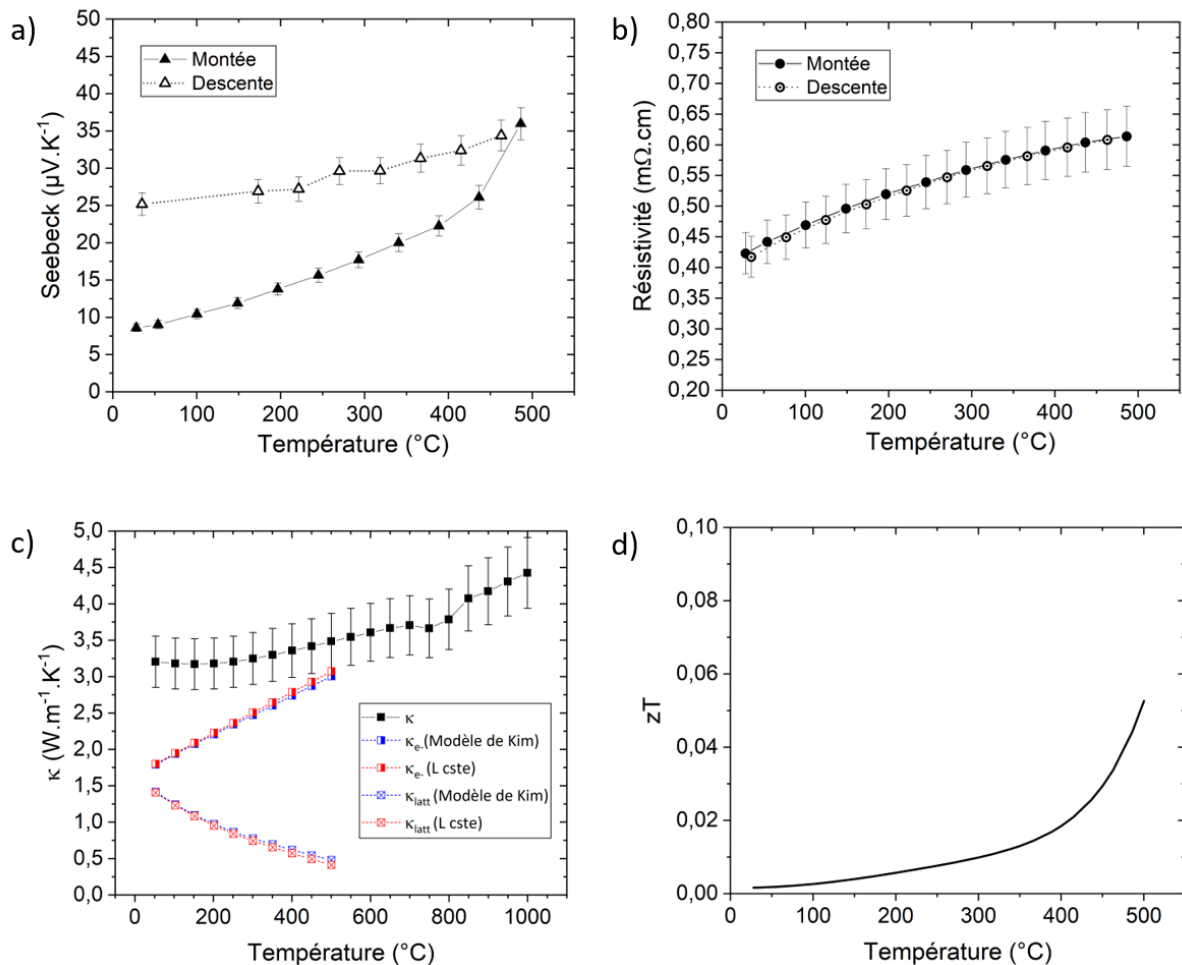 a)
50
45
40
35
30
25
20
15
10
5
0
Seebeck (µV.K⁻¹)
Montée
Descente
0 100 200 300 400 500
Température (°C)
b)
0,80
0,75
0,70
0,65
0,60
0,55
0,50
0,45
0,40
0,35
0,30
0,25
0,20
Résistivité (mΩ.cm)
Montée
Descente
0 100 200 300 400 500
Température (°C)
c)
5,0
4,5
4,0
3,5
3,0
2,5
2,0
1,5
1,0
0,5
0,0
κ (W.m⁻¹.K⁻¹)
κ
κe- (Modèle de Kim)
κe- (L cste)
κlatt (Modèle de Kim)
κlatt (L cste)
0 200 400 600 800 1000
Température (°C)
d)
0,10
0,08
0,06
0,04
0,02
0,00
zT
0 100 200 300 400 500
Température (°C)